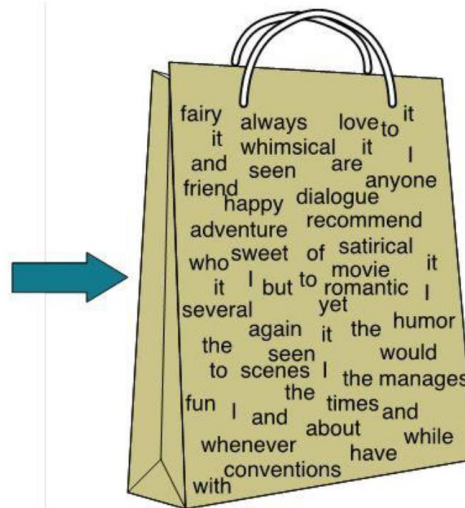 fairy always love to it
it whimsical it I
and seen are anyone
friend happy dialogue
adventure recommend
who sweet of satirical
it I but to movie it
romantic I
several yet
again it the humor
the seen would
to scenes I the manages
fun I and the times and
whenever about while
have
conventions
with